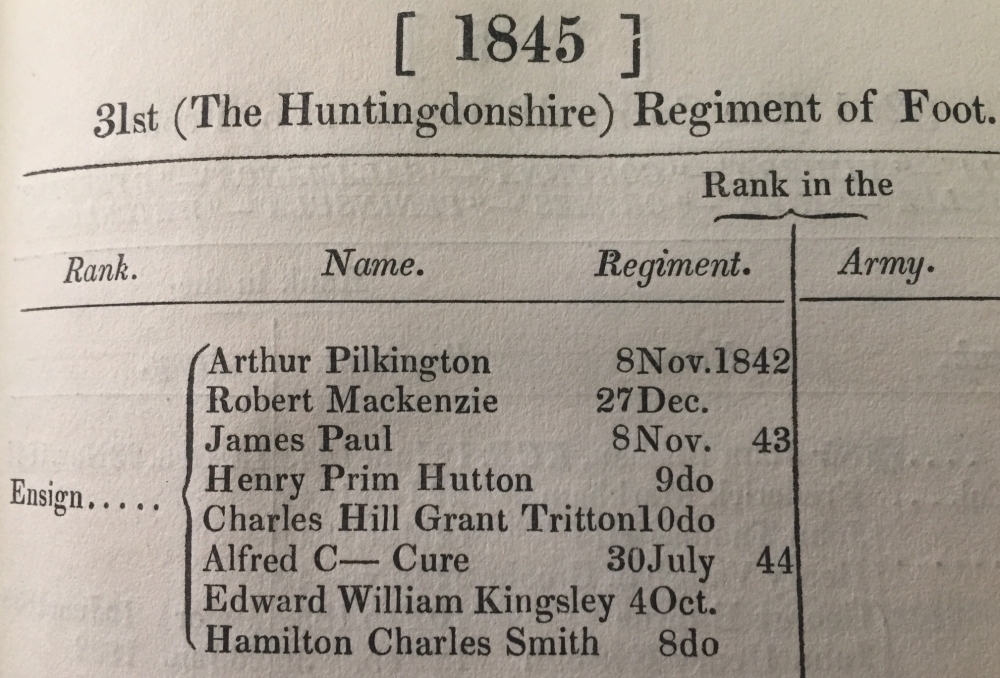 [ 1845 ]
31st (The Huntingdonshire) Regiment of Foot.
Rank in the
Rank. Name. Regiment. Army.
Arthur Pilkington 8Nov.1842
Robert Mackenzie 27Dec.
James Paul 8Nov. 43
Henry Prim Hutton 9do
Ensign.....
Charles Hill Grant Tritton10do
Alfred C— Cure 30July 44
Edward William Kingsley 4Oct.
Hamilton Charles Smith 8do